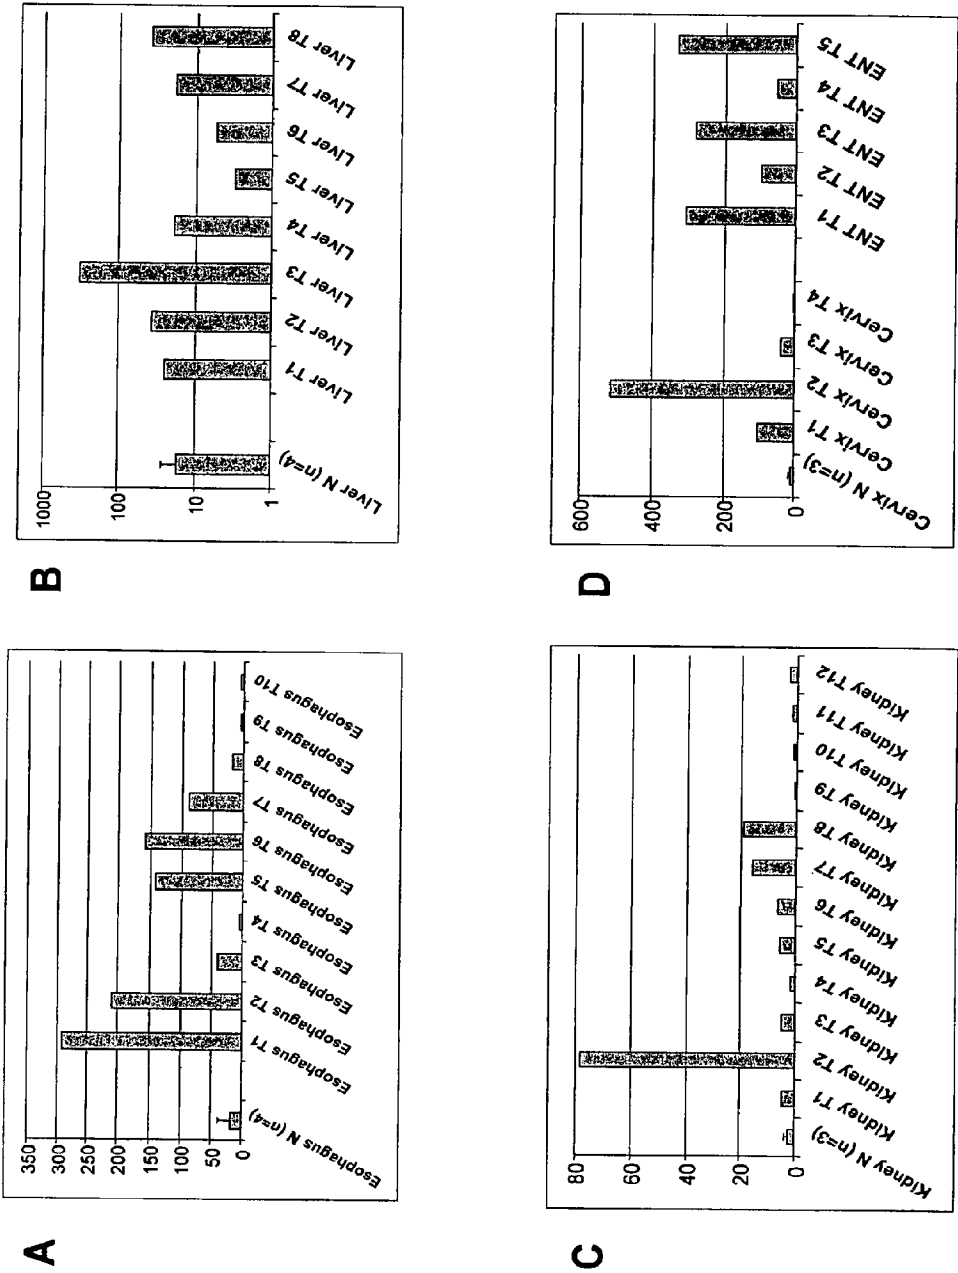 A
350
300
250
200
150
100
50
0
Esophagus N (n=4)
Esophagus T1
Esophagus T2
Esophagus T3
Esophagus T4
Esophagus T5
Esophagus T6
Esophagus T7
Esophagus T8
Esophagus T9
Esophagus T10
B
1000
100
10
1
Liver N (n=4)
Liver T1
Liver T2
Liver T3
Liver T4
Liver T5
Liver T6
Liver T7
Liver T8
C
80
60
40
20
0
Kidney N (n=3)
Kidney T1
Kidney T2
Kidney T3
Kidney T4
Kidney T5
Kidney T6
Kidney T7
Kidney T8
Kidney T9
Kidney T10
Kidney T11
Kidney T12
D
600
400
200
0
Cervix N (n=3)
Cervix T1
Cervix T2
Cervix T3
Cervix T4
ENT T1
ENT T2
ENT T3
ENT T4
ENT T5